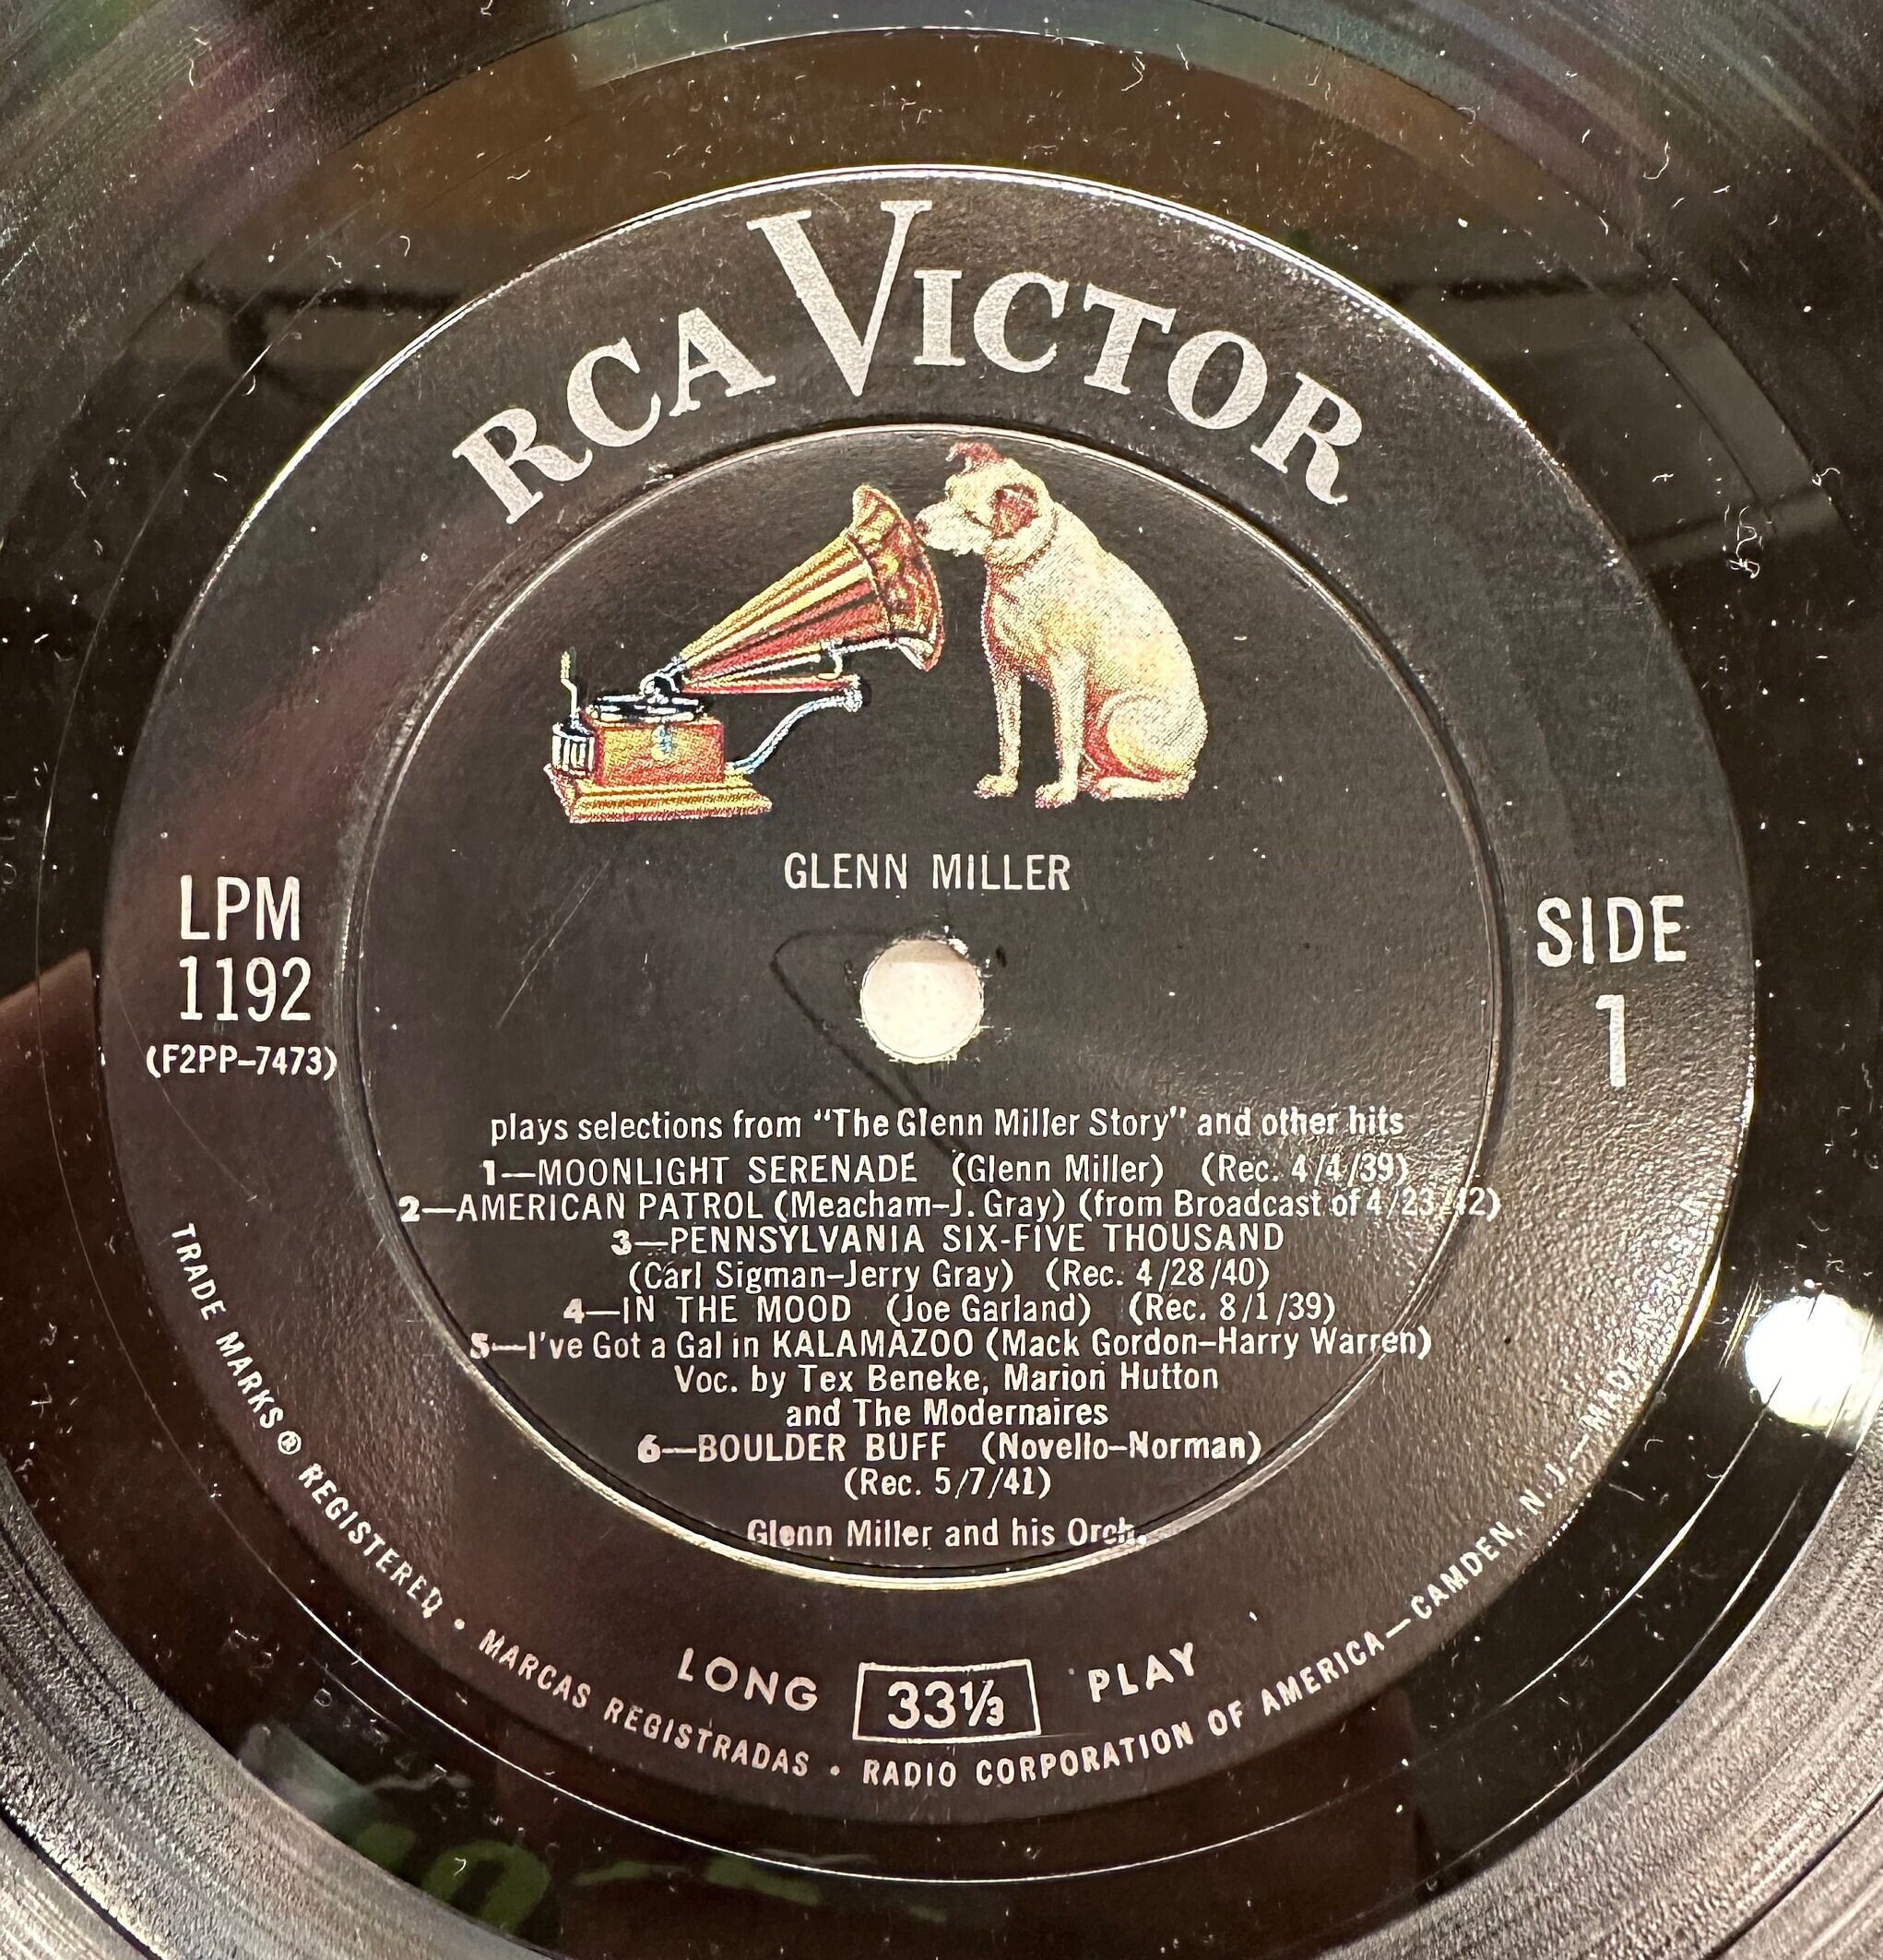 RCA VICTOR
GLENN MILLER
LPM
1192
(F2PP–7473)
SIDE
1
plays selections from “The Glenn Miller Story” and other hits
1—MOONLIGHT SERENADE (Glenn Miller) (Rec. 4/4/39)
2—AMERICAN PATROL (Meacham–J. Gray) (from Broadcast of 4/23/42)
3—PENNSYLVANIA SIX-FIVE THOUSAND
(Carl Sigman–Jerry Gray) (Rec. 4/28/40)
4—IN THE MOOD (Joe Garland) (Rec. 8/1/39)
5—I've Got a Gal in KALAMAZOO (Mack Gordon–Harry Warren)
Voc. by Tex Beneke, Marion Hutton
and The Modernaires
6—BOULDER BUFF (Novello–Norman)
(Rec. 5/7/41)
Glenn Miller and his Orch.
LONG 33⅓ PLAY
TRADE MARKS ® REGISTERED • MARCAS REGISTRADAS • RADIO CORPORATION OF AMERICA—CAMDEN, N.J.—MADE